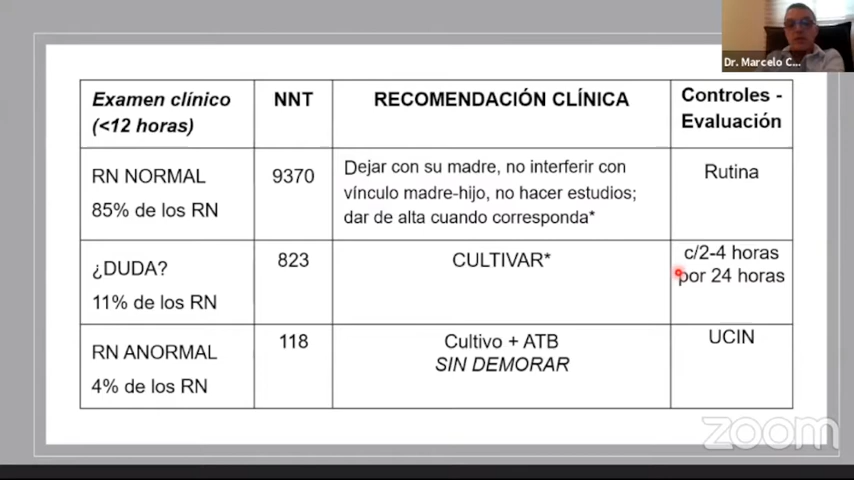 Dr. Marcelo C...
Examen clínico
(<12 horas)
NNT
RECOMENDACIÓN CLÍNICA
Controles -
Evaluación
RN NORMAL
85% de los RN
9370
Dejar con su madre, no interferir con
vínculo madre-hijo, no hacer estudios;
dar de alta cuando corresponda*
Rutina
¿DUDA?
11% de los RN
823
CULTIVAR*
c/2-4 horas
por 24 horas
RN ANORMAL
4% de los RN
118
Cultivo + ATB
SIN DEMORAR
UCIN
zoom